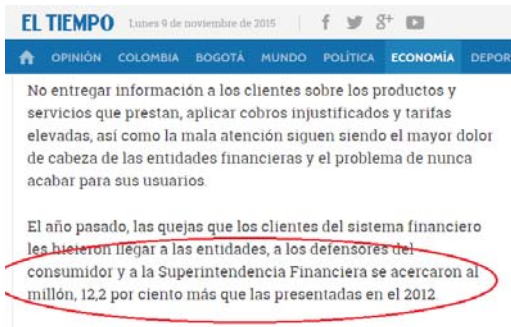 EL TIEMPO Lunes 9 de noviembre de 2015 f g+
OPINIÓN COLOMBIA BOGOTÁ MUNDO POLÍTICA ECONOMÍA DEPOR
No entregar información a los clientes sobre los productos y
servicios que prestan, aplicar cobros injustificados y tarifas
elevadas, así como la mala atención siguen siendo el mayor dolor
de cabeza de las entidades financieras y el problema de nunca
acabar para sus usuarios.
El año pasado, las quejas que los clientes del sistema financiero
les hicieron llegar a las entidades, a los defensores del
consumidor y a la Superintendencia Financiera se acercaron al
millón, 12,2 por ciento más que las presentadas en el 2012